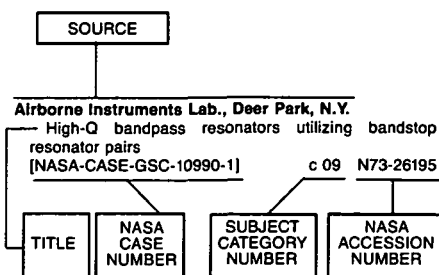 SOURCE
Airborne Instruments Lab., Deer Park, N.Y.
High-Q bandpass resonators utilizing bandstop
resonator pairs
[NASA-CASE-GSC-10990-1] c 09 N73-26195
TITLE
NASA
CASE
NUMBER
SUBJECT
CATEGORY
NUMBER
NASA
ACCESSION
NUMBER